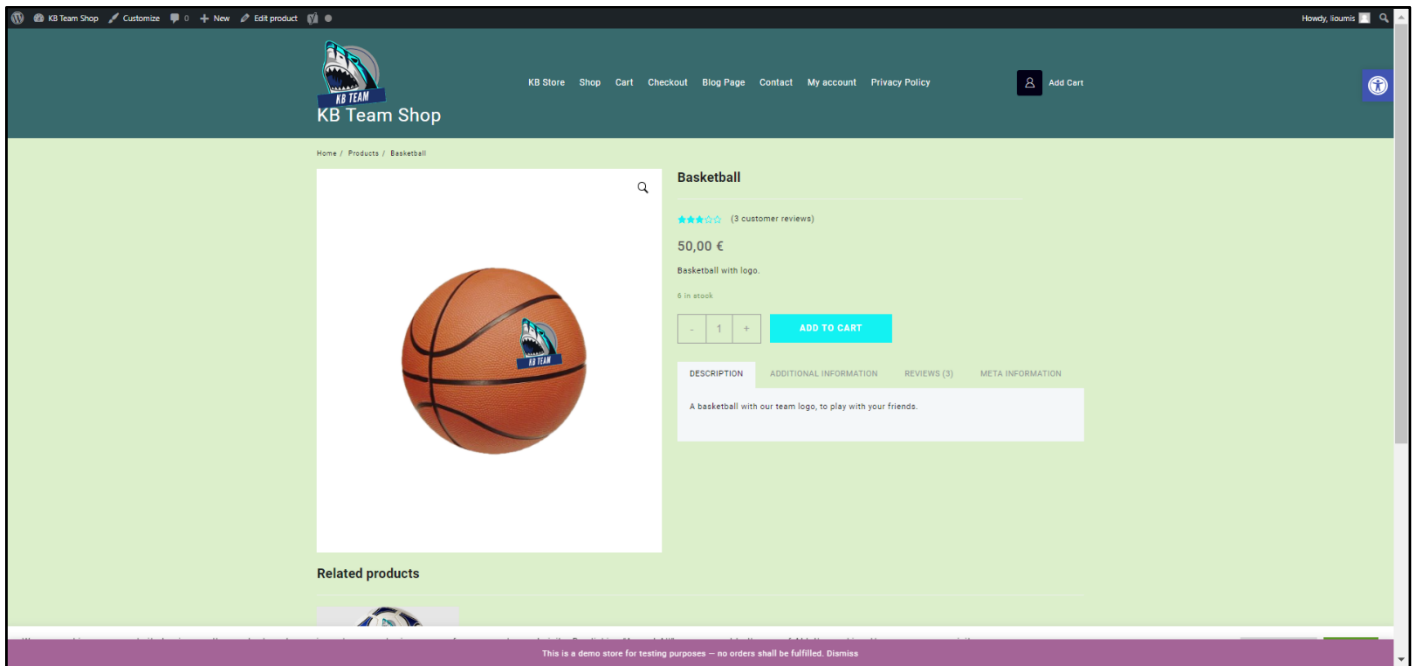 KB Team Shop Customize 0 New Edit product Howdy, lioumis
KB TEAM
KB Team Shop
KB Store Shop Cart Checkout Blog Page Contact My account Privacy Policy
Add Cart
Home / Products / Basketball
Basketball
(3 customer reviews)
50,00 €
Basketball with logo.
6 in stock
- 1 + ADD TO CART
DESCRIPTION ADDITIONAL INFORMATION REVIEWS (3) META INFORMATION
A basketball with our team logo, to play with your friends.
KB TEAM
Related products
This is a demo store for testing purposes — no orders shall be fulfilled. Dismiss